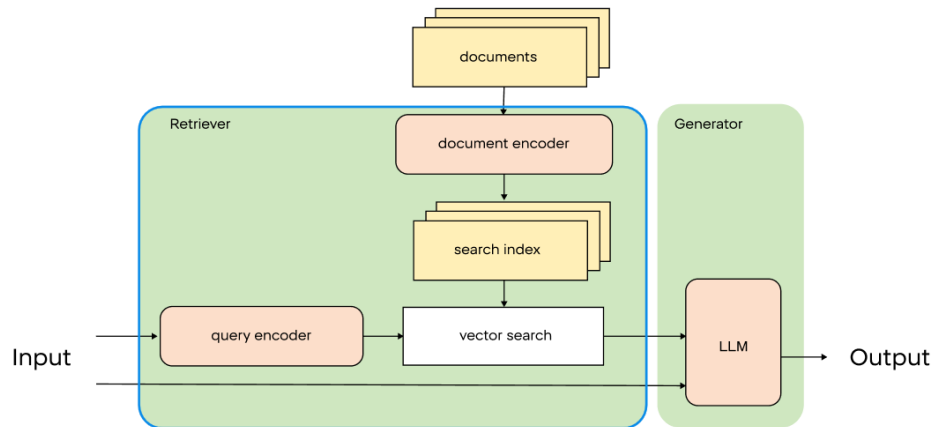 documents
Retriever
Generator
document encoder
search index
query encoder
vector search
LLM
Input
Output